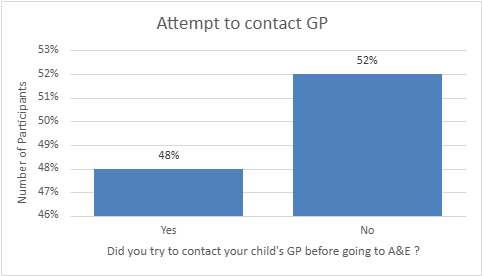 Attempt to contact GP
53%
52%
51%
50%
49%
48%
47%
46%
Number of Participants
48%
52%
Yes
No
Did you try to contact your child's GP before going to A&E ?